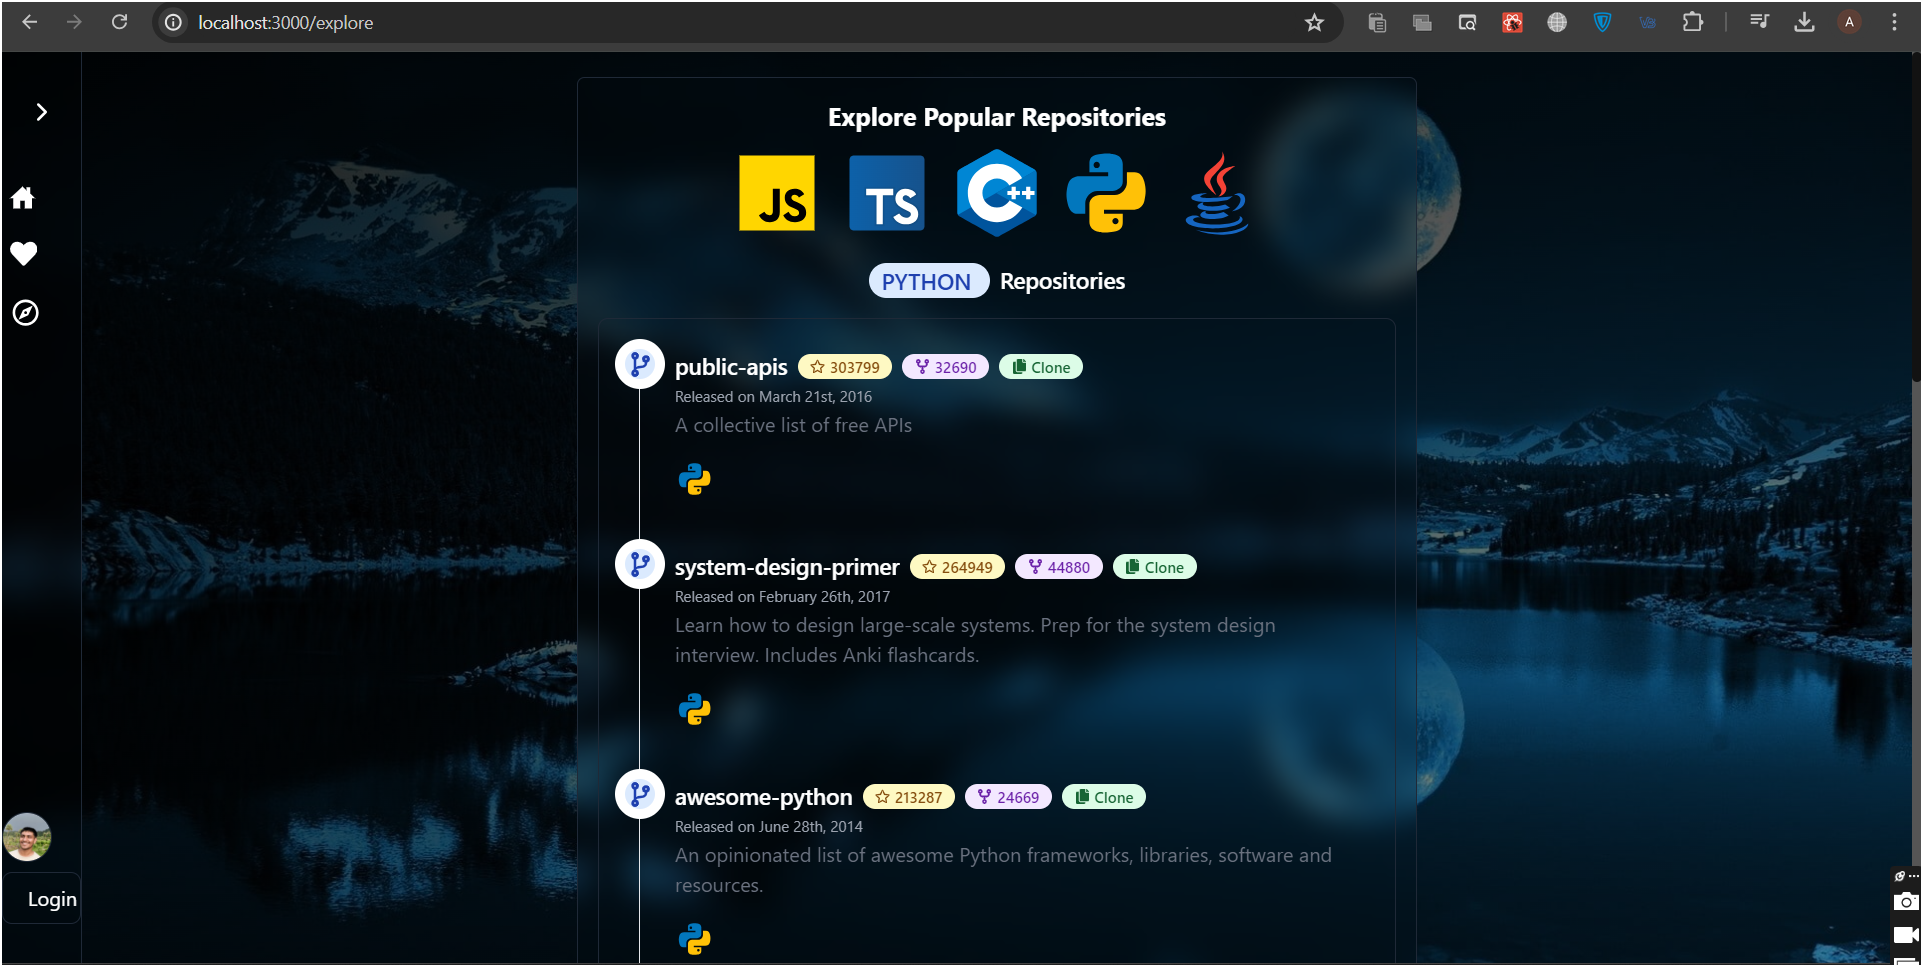 localhost:3000/explore
A
Explore Popular Repositories
JS TS C++
PYTHON Repositories
public-apis 303799 32690 Clone
Released on March 21st, 2016
A collective list of free APIs
system-design-primer 264949 44880 Clone
Released on February 26th, 2017
Learn how to design large-scale systems. Prep for the system design
interview. Includes Anki flashcards.
awesome-python 213287 24669 Clone
Released on June 28th, 2014
An opinionated list of awesome Python frameworks, libraries, software and
resources.
Login